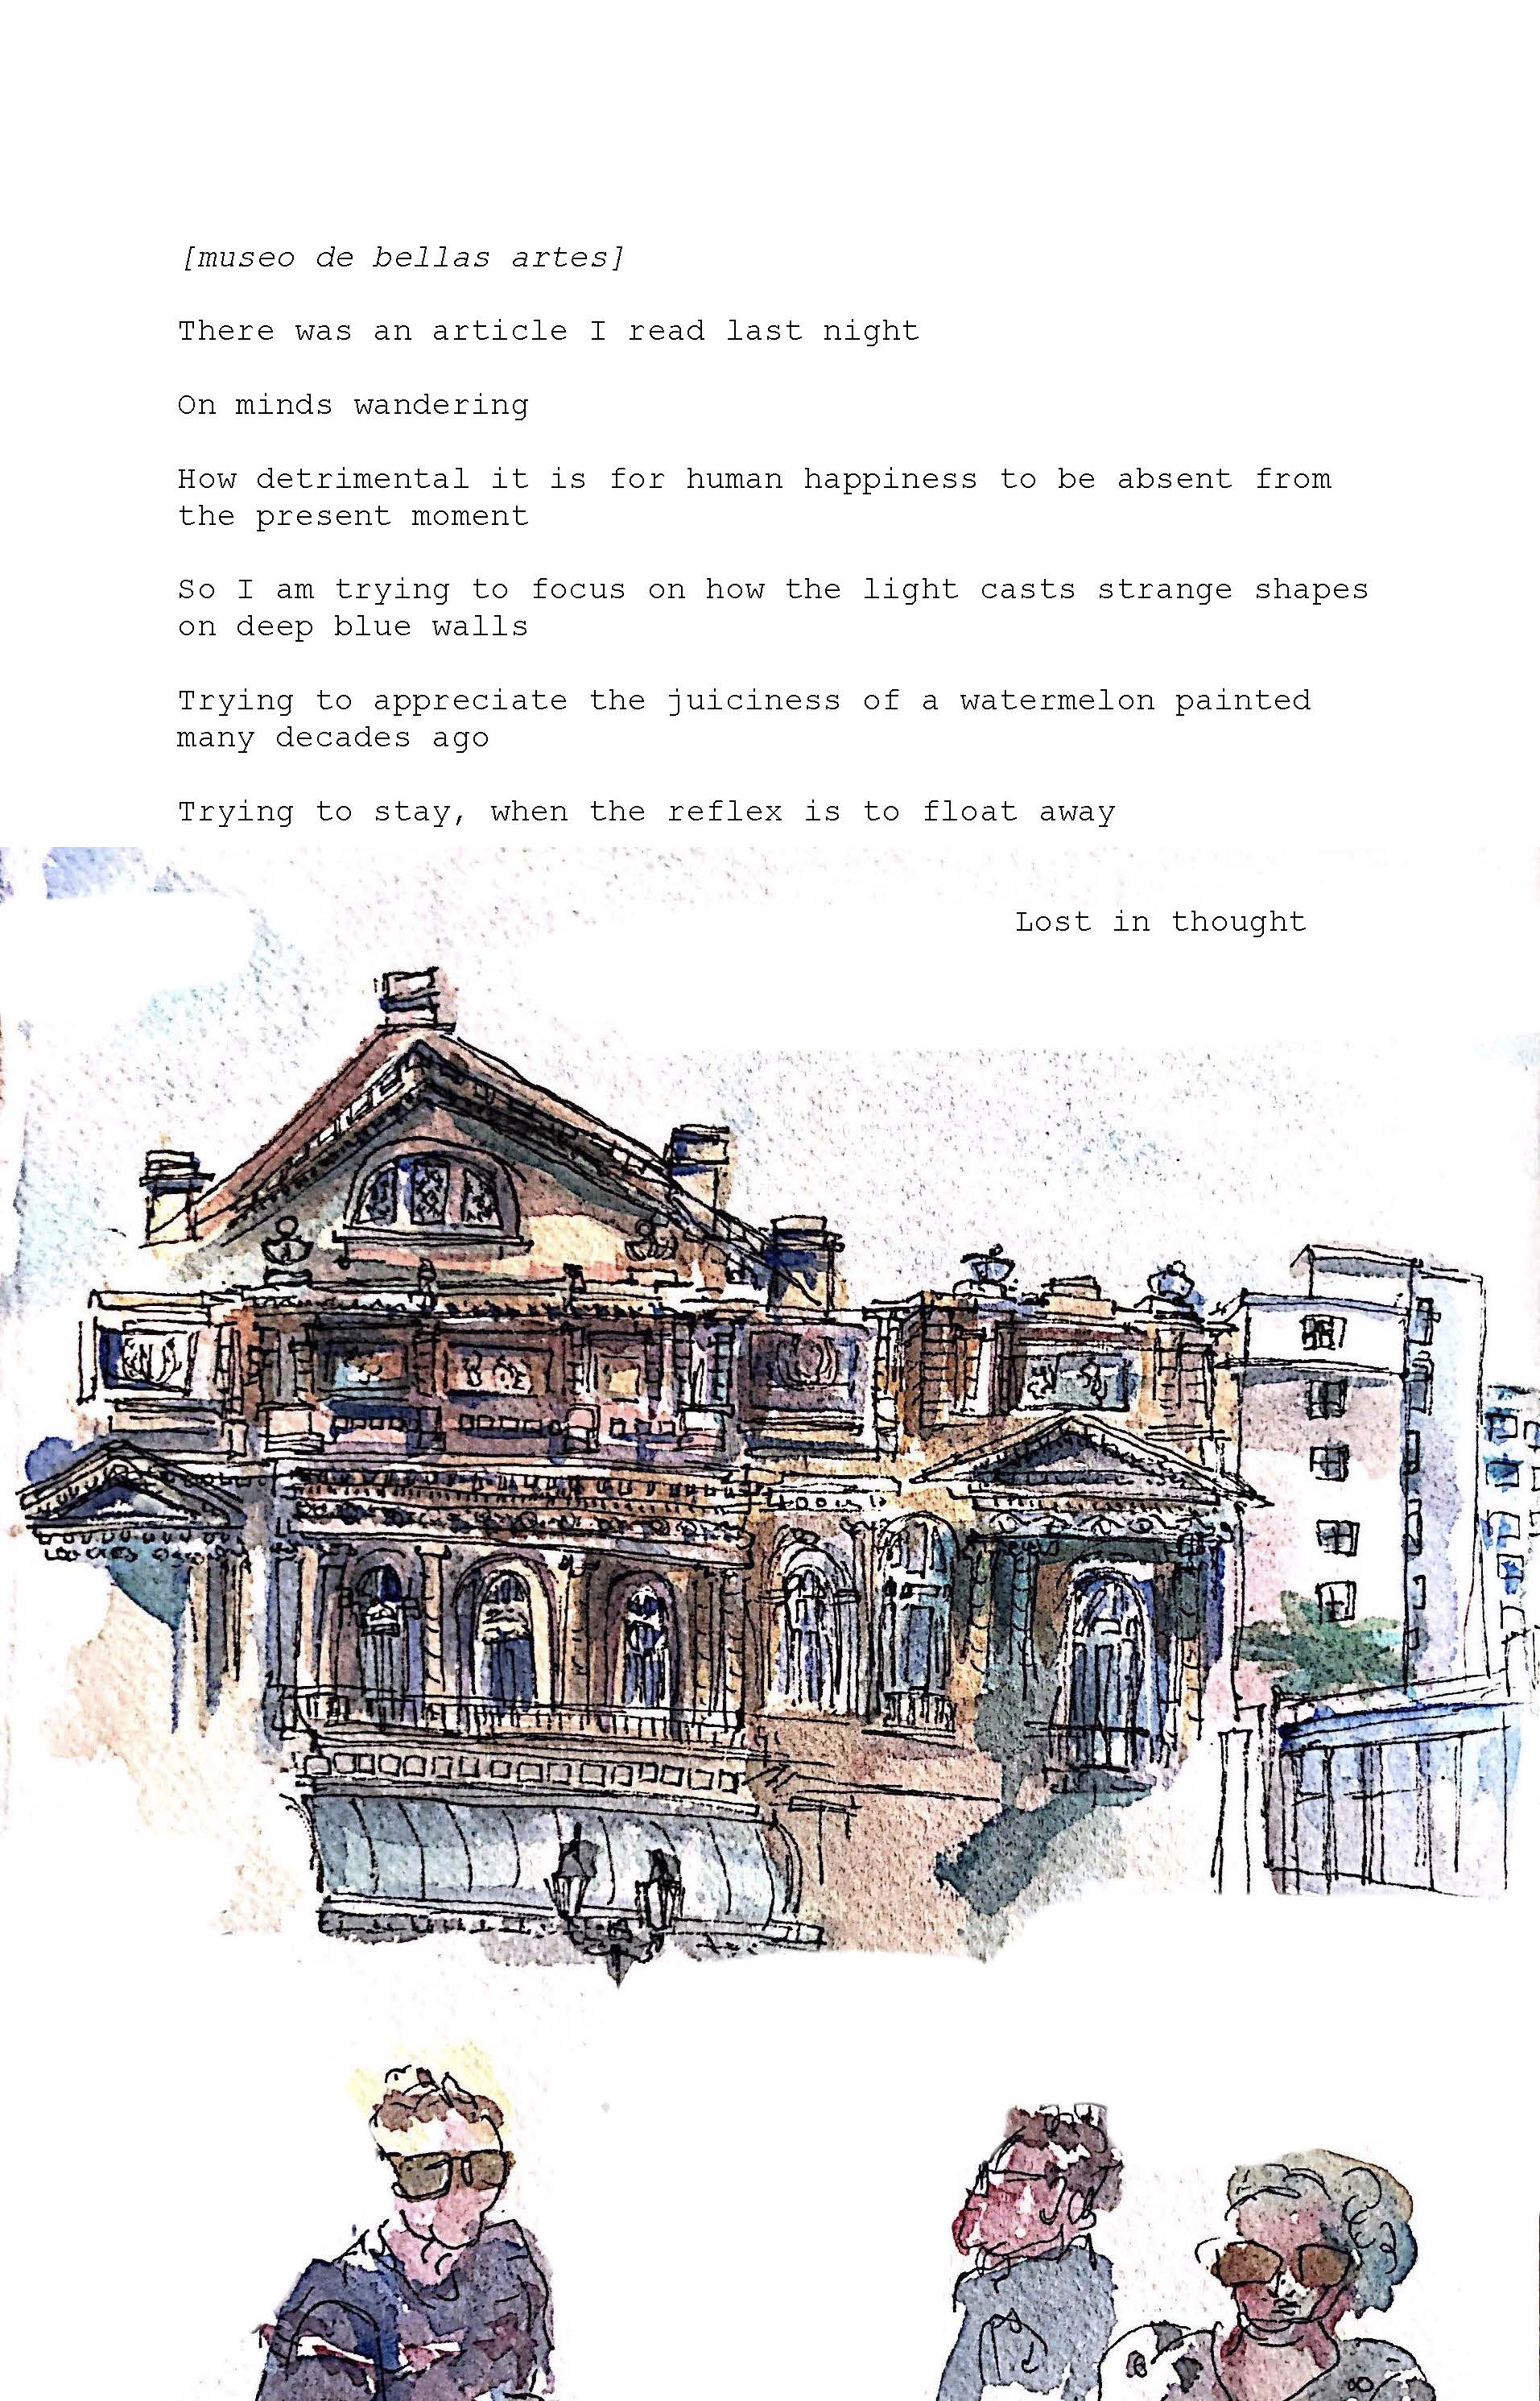 [museo de bellas artes]
There was an article I read last night
On minds wandering
How detrimental it is for human happiness to be absent from
the present moment
So I am trying to focus on how the light casts strange shapes
on deep blue walls
Trying to appreciate the juiciness of a watermelon painted
many decades ago
Trying to stay, when the reflex is to float away
Lost in thought